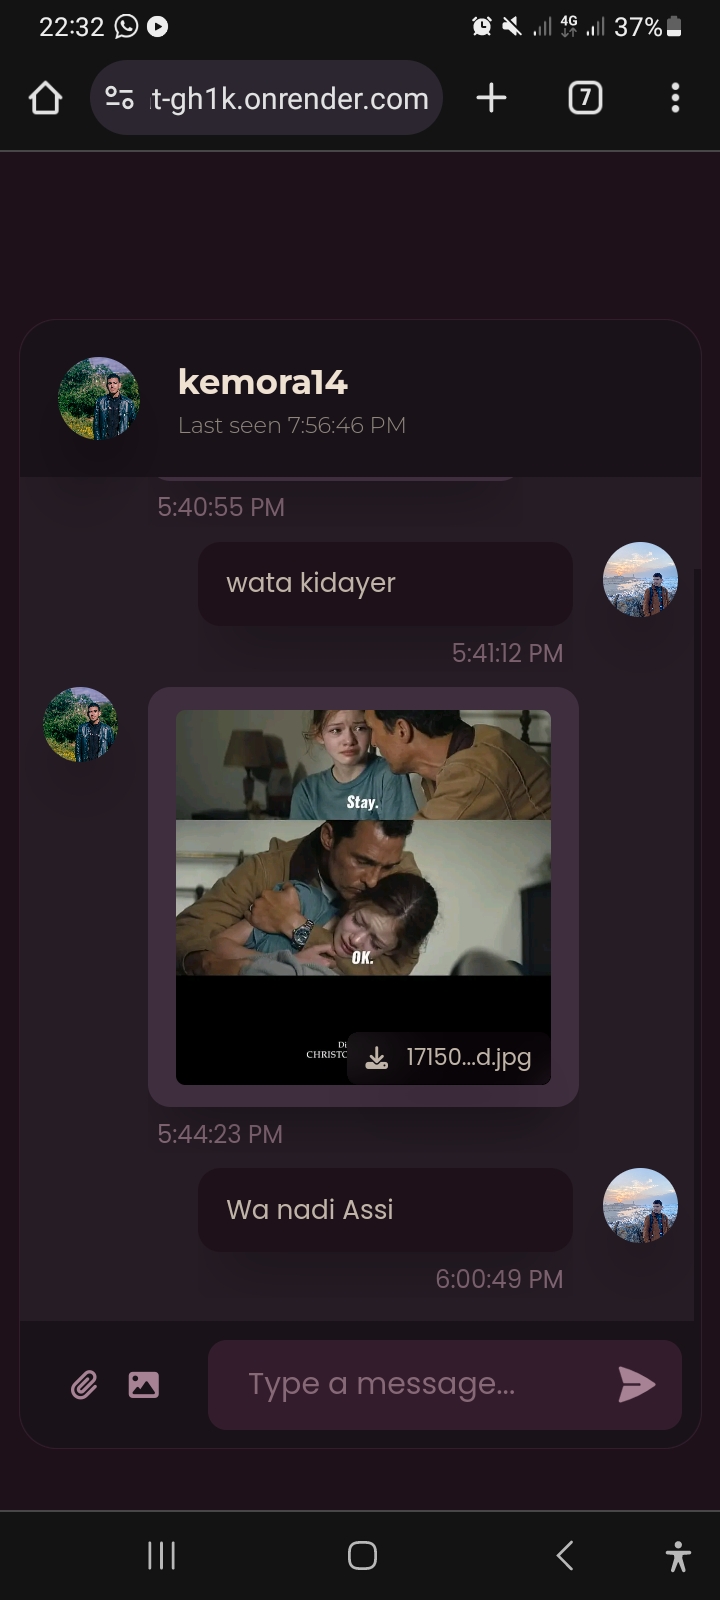 22:32 4G 37%
t-gh1k.onrender.com 7
kemora14
Last seen 7:56:46 PM
5:40:55 PM
wata kidayer
5:41:12 PM
Stay.
OK.
Di
CHRISTO
17150...d.jpg
5:44:23 PM
Wa nadi Assi
6:00:49 PM
Type a message...